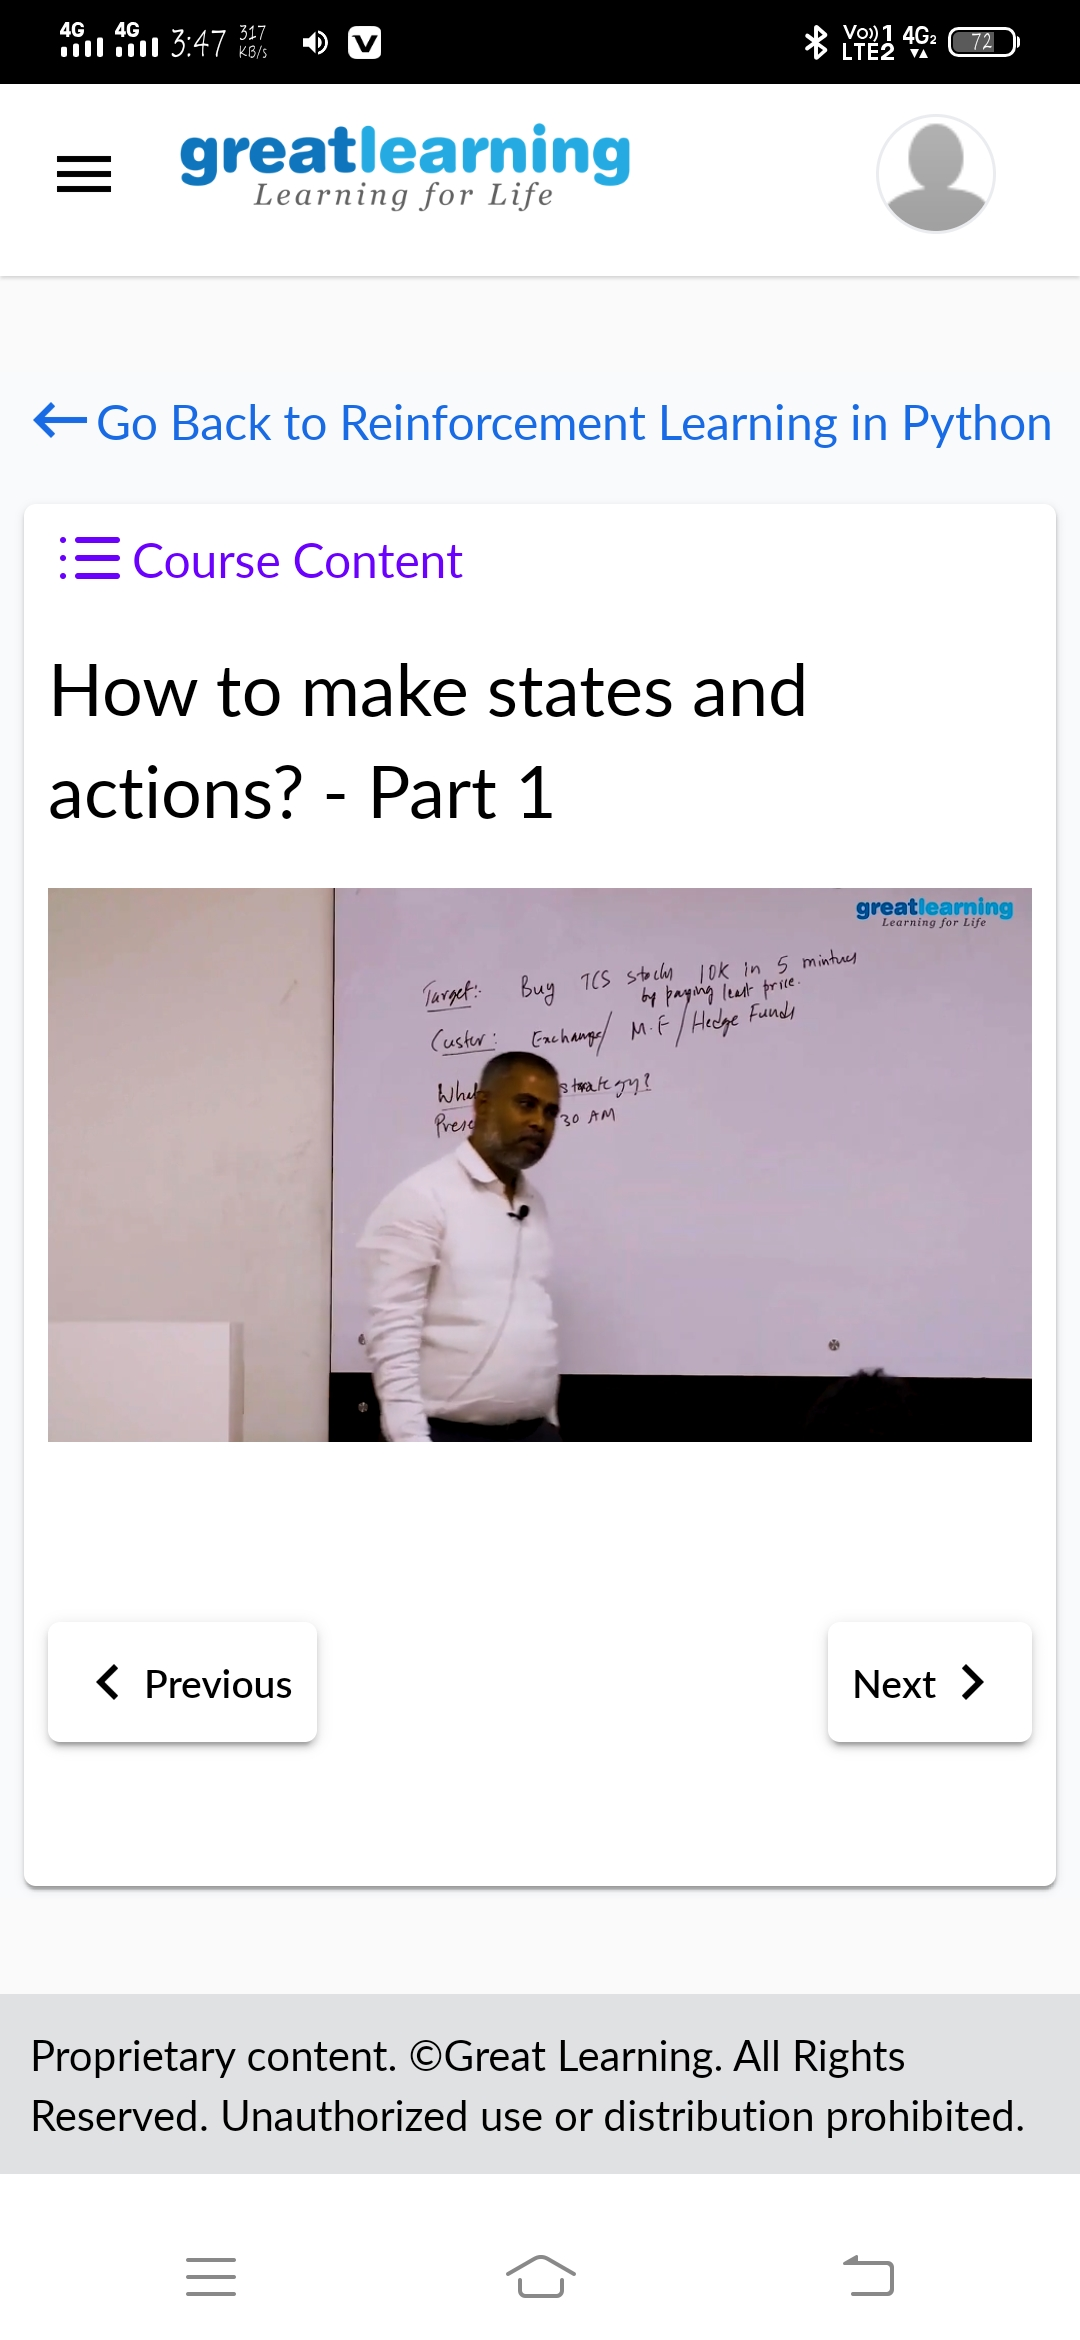 4G 4G 3:47 317 KB/s Vo)) 1 LTE2 4G2 72
greatlearning
Learning for Life
Go Back to Reinforcement Learning in Python
Course Content
How to make states and
actions? - Part 1
greatlearning
Learning for Life
Target: Buy TCS stocks 10K in 5 mintues
by paying least price.
Custer: Exchange/ M.F / Hedge Funds
strategy?
30 AM
Previous
Next
Proprietary content. ©Great Learning. All Rights
Reserved. Unauthorized use or distribution prohibited.